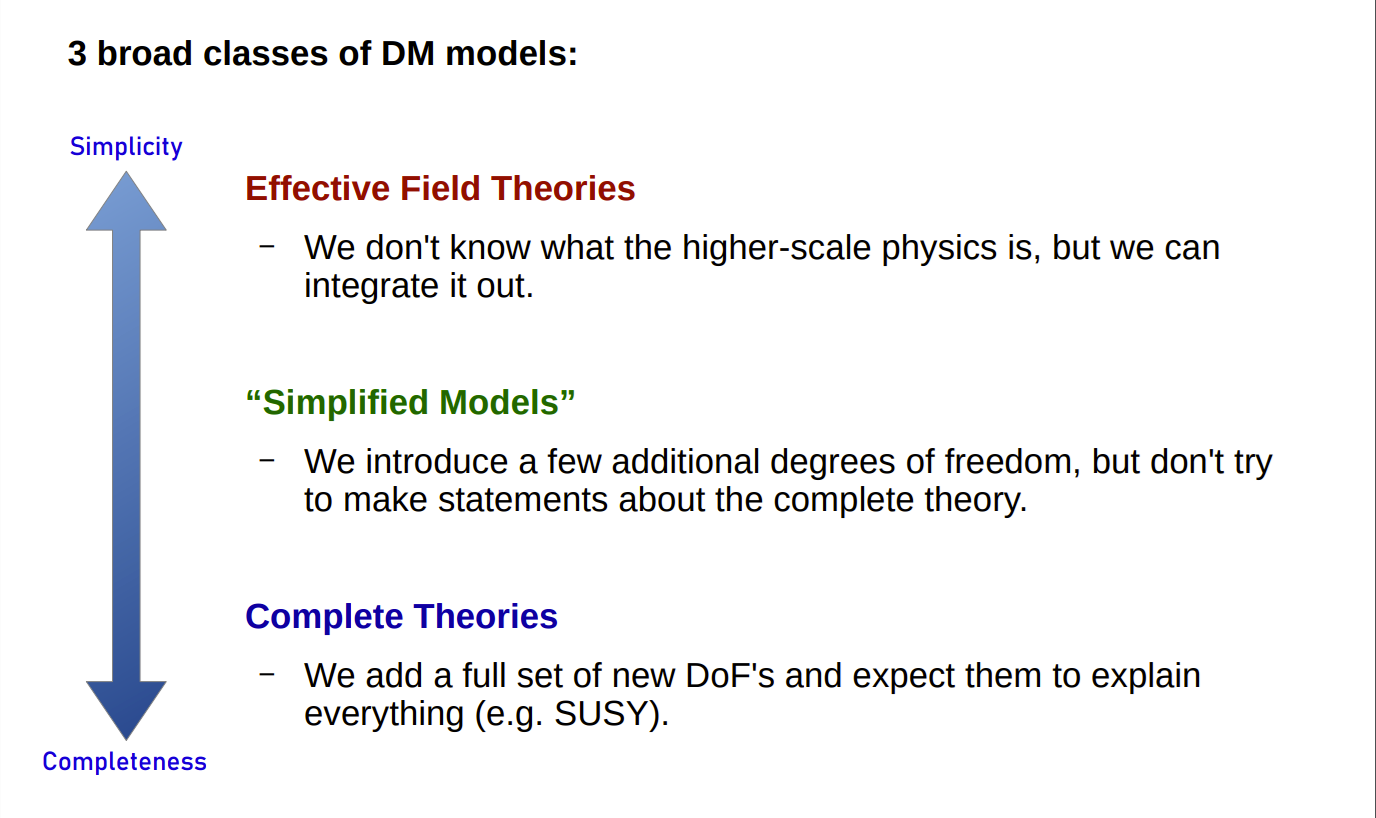 3 broad classes of DM models:
Simplicity
Effective Field Theories
– We don't know what the higher-scale physics is, but we can
integrate it out.
“Simplified Models”
– We introduce a few additional degrees of freedom, but don't try
to make statements about the complete theory.
Complete Theories
– We add a full set of new DoF's and expect them to explain
everything (e.g. SUSY).
Completeness